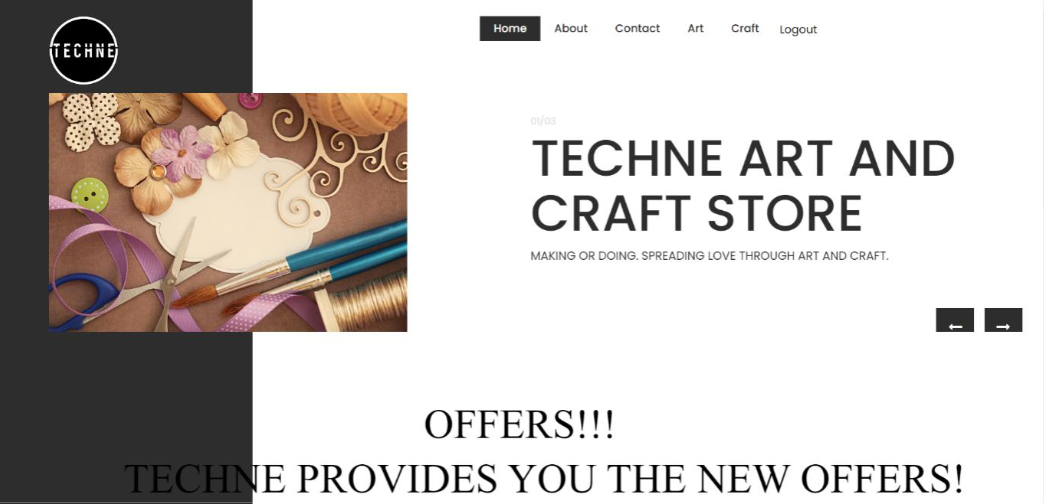 TECHNE
Home About Contact Art Craft Logout
01/03
TECHNE ART AND
CRAFT STORE
MAKING OR DOING. SPREADING LOVE THROUGH ART AND CRAFT.
← →
OFFERS!!!
TECHNE PROVIDES YOU THE NEW OFFERS!